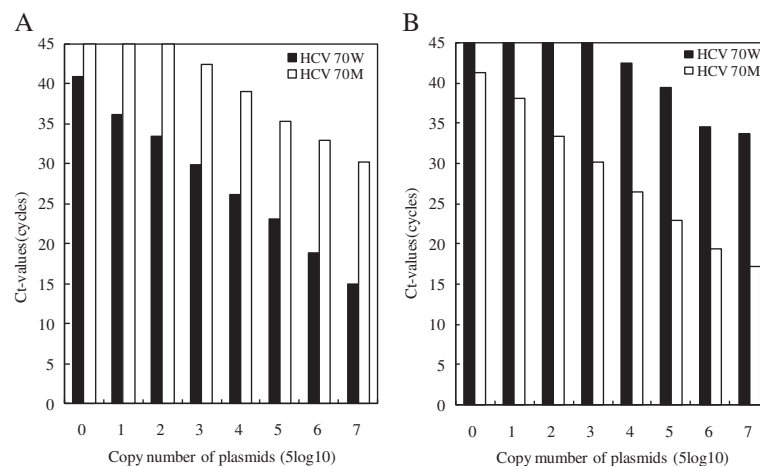 A
45
40
35
30
25
20
15
10
5
0
Ct-values(cycles)
HCV 70W
HCV 70M
0 1 2 3 4 5 6 7
Copy number of plasmids (5log10)
B
45
40
35
30
25
20
15
10
5
0
Ct-values(cycles)
HCV 70W
HCV 70M
0 1 2 3 4 5 6 7
Copy mumber of plasmids (5log10)